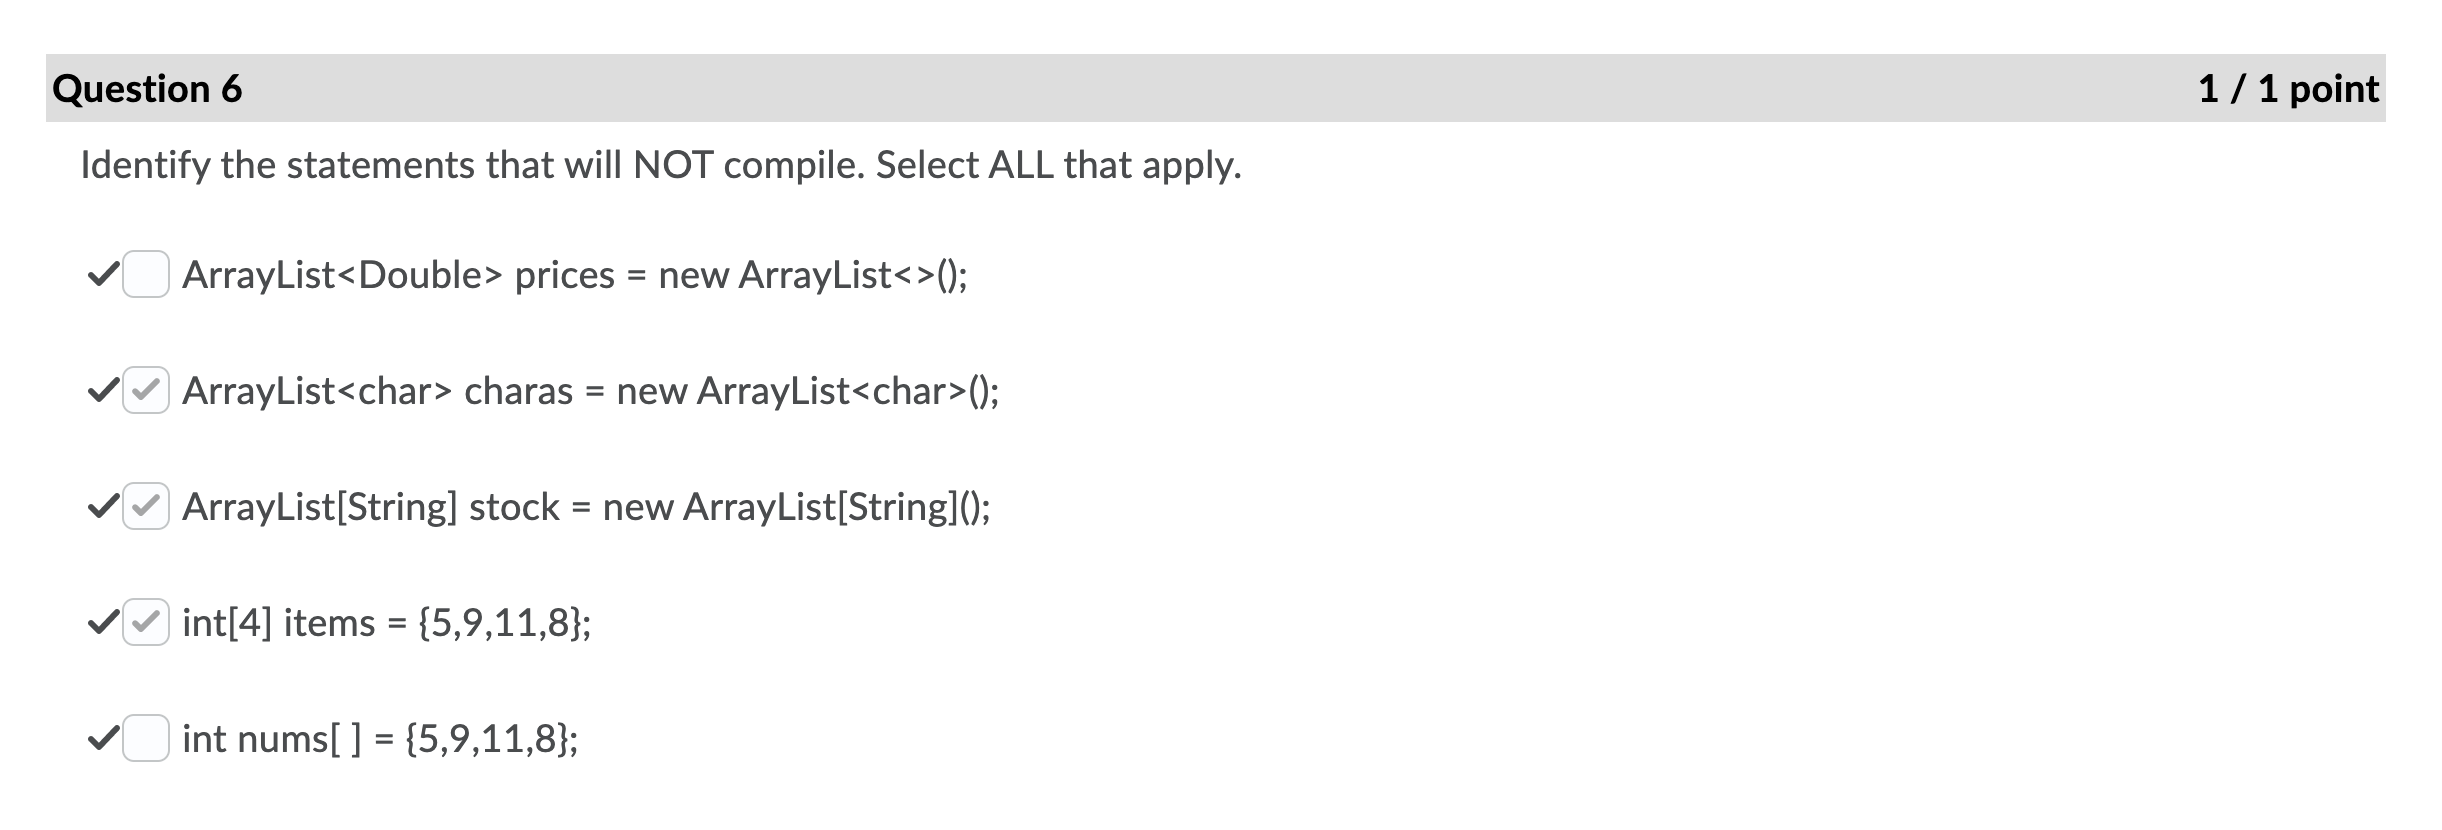 Question 6
1 / 1 point
Identify the statements that will NOT compile. Select ALL that apply.
ArrayList<Double> prices = new ArrayList<>();
ArrayList<char> charas = new ArrayList<char>();
ArrayList[String] stock = new ArrayList[String]();
int[4] items = {5,9,11,8};
int nums[ ] = {5,9,11,8};